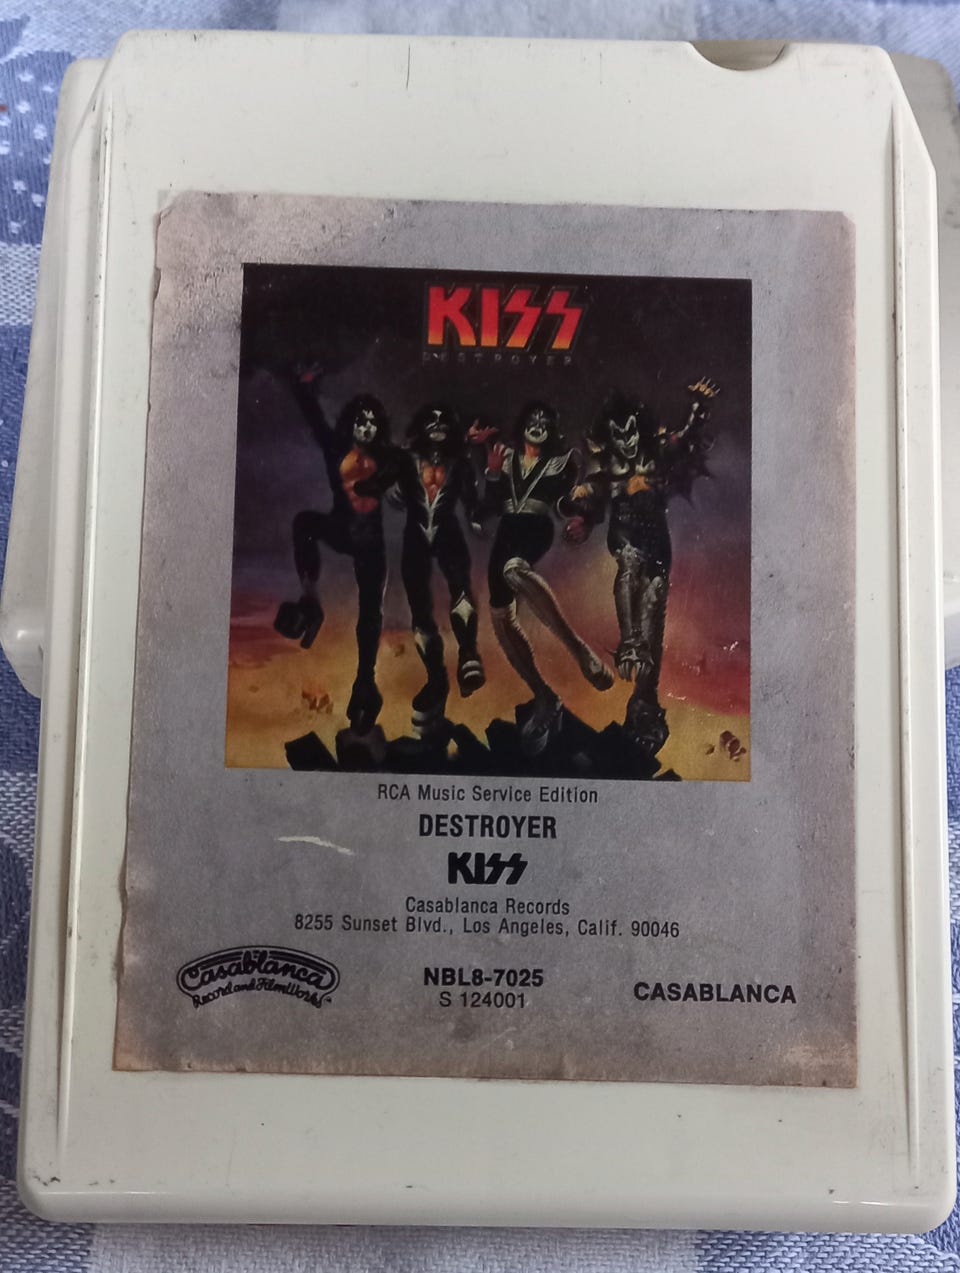 KISS
DESTROYER
RCA Music Service Edition
DESTROYER
KISS
Casablanca Records
8255 Sunset Blvd., Los Angeles, Calif. 90046
Casablanca
Record and FilmWorks™
NBL8-7025
S 124001
CASABLANCA